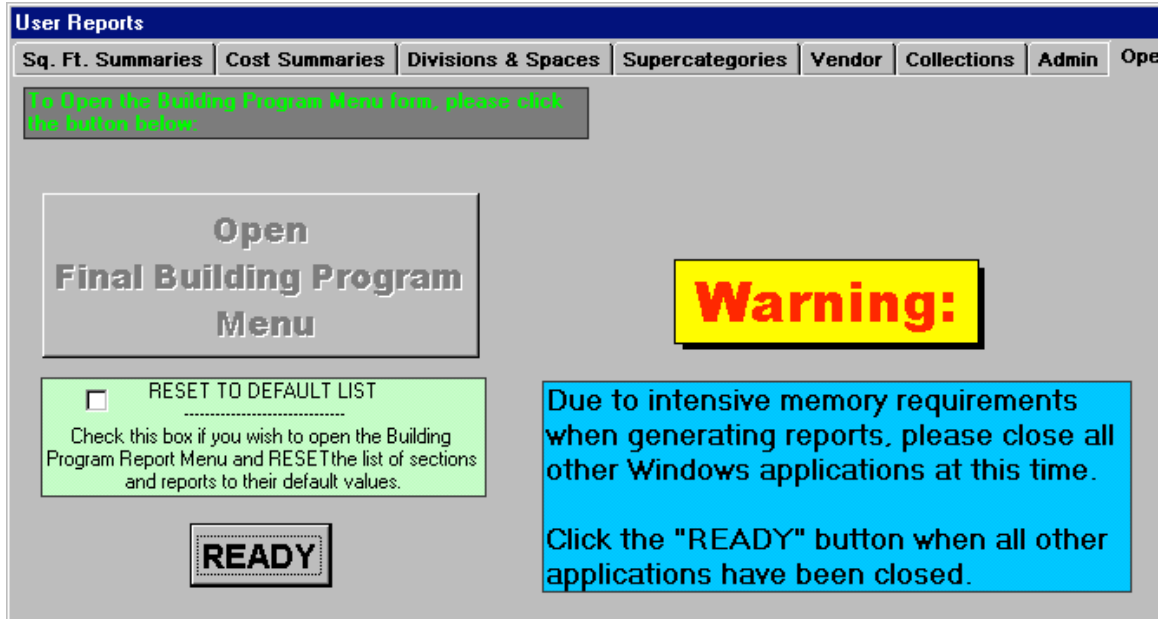 User Reports
Sq. Ft. Summaries Cost Summaries Divisions & Spaces Supercategories Vendor Collections Admin Ope
To Open the Building Program Menu form, please click
the button below:
Open
Final Building Program
Menu
Warning:
RESET TO DEFAULT LIST
--------------------------------
Check this box if you wish to open the Building
Program Report Menu and RESETthe list of sections
and reports to their default values.
READY
Due to intensive memory requirements
when generating reports, please close all
other Windows applications at this time.
Click the "READY" button when all other
applications have been closed.